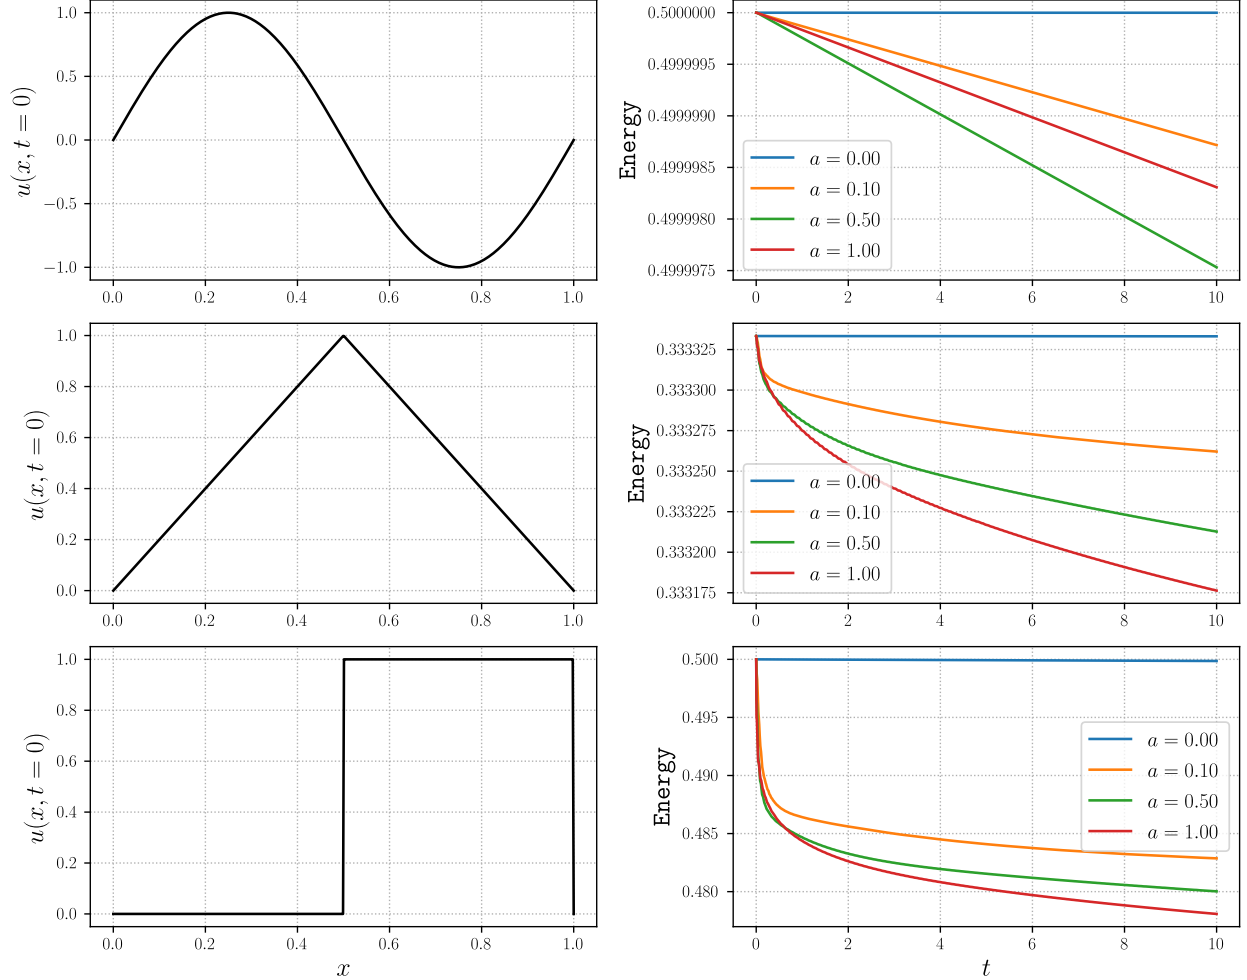 u(x, t = 0)
1.0
0.5
0.0
−0.5
−1.0
0.0 0.2 0.4 0.6 0.8 1.0
Energy
0.5000000
0.4999995
0.4999990
0.4999985
0.4999980
0.4999975
a = 0.00
a = 0.10
a = 0.50
a = 1.00
0 2 4 6 8 10
u(x, t = 0)
1.0
0.8
0.6
0.4
0.2
0.0
0.0 0.2 0.4 0.6 0.8 1.0
Energy
0.333325
0.333300
0.333275
0.333250
0.333225
0.333200
0.333175
a = 0.00
a = 0.10
a = 0.50
a = 1.00
0 2 4 6 8 10
u(x, t = 0)
1.0
0.8
0.6
0.4
0.2
0.0
0.0 0.2 0.4 0.6 0.8 1.0
x
Energy
0.500
0.495
0.490
0.485
0.480
a = 0.00
a = 0.10
a = 0.50
a = 1.00
0 2 4 6 8 10
t